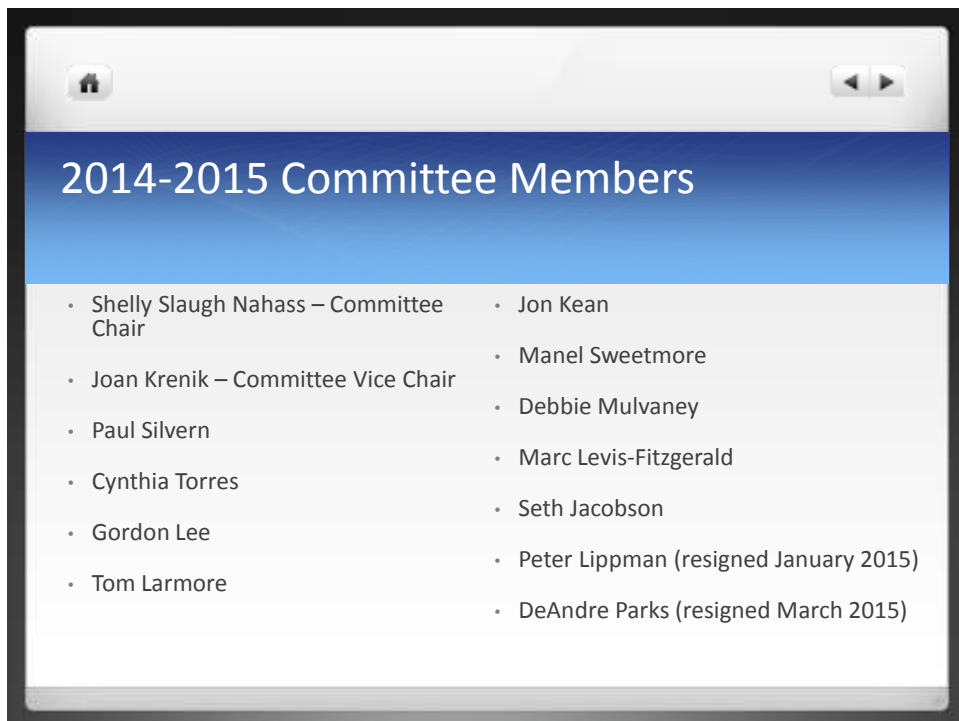 2014-2015 Committee Members
• Shelly Slaugh Nahass – Committee
Chair
• Joan Krenik – Committee Vice Chair
• Paul Silvern
• Cynthia Torres
• Gordon Lee
• Tom Larmore
• Jon Kean
• Manel Sweetmore
• Debbie Mulvaney
• Marc Levis-Fitzgerald
• Seth Jacobson
• Peter Lippman (resigned January 2015)
• DeAndre Parks (resigned March 2015)